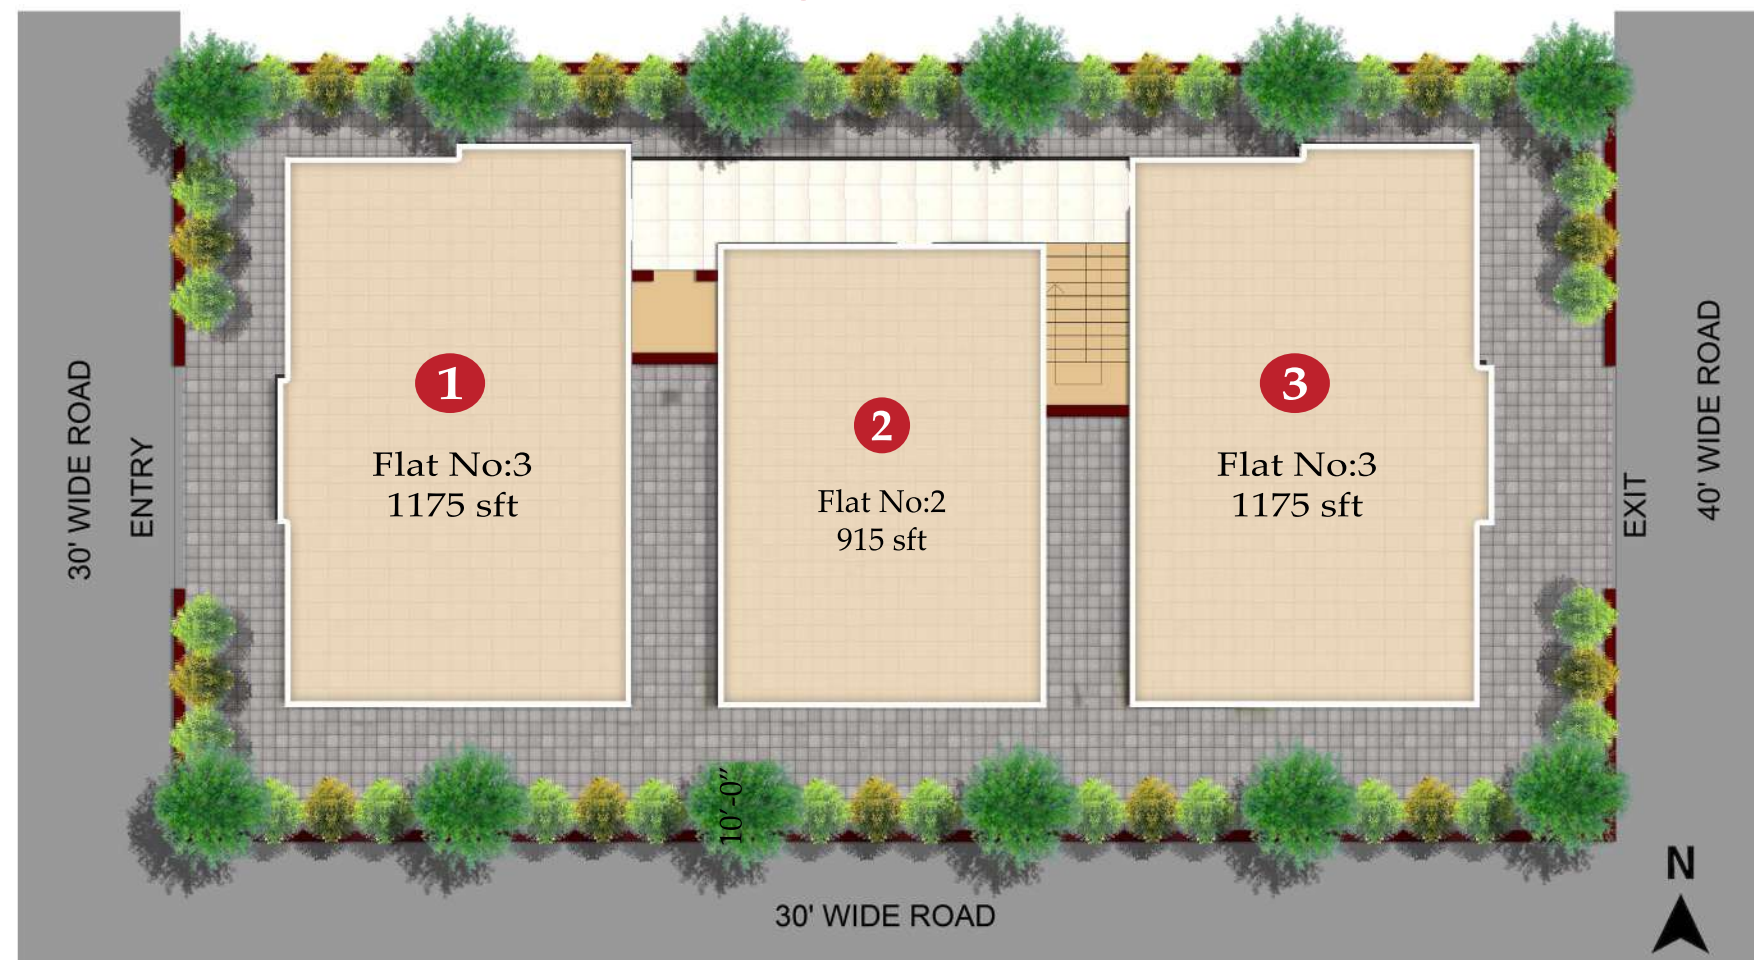 1
Flat No:3
1175 sft
2
Flat No:2
915 sft
3
Flat No:3
1175 sft
30' WIDE ROAD
ENTRY
EXIT
40' WIDE ROAD
10'-0"
30' WIDE ROAD
N